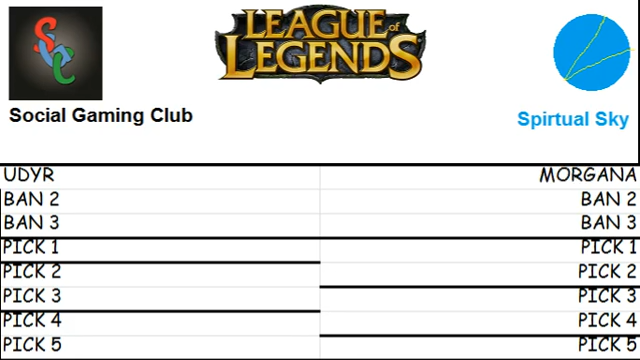 SGC
LEAGUE of
LEGENDS
Social Gaming Club
Spirtual Sky
UDYR MORGANA
BAN 2 BAN 2
BAN 3 BAN 3
PICK 1 PICK 1
PICK 2 PICK 2
PICK 3 PICK 3
PICK 4 PICK 4
PICK 5 PICK 5